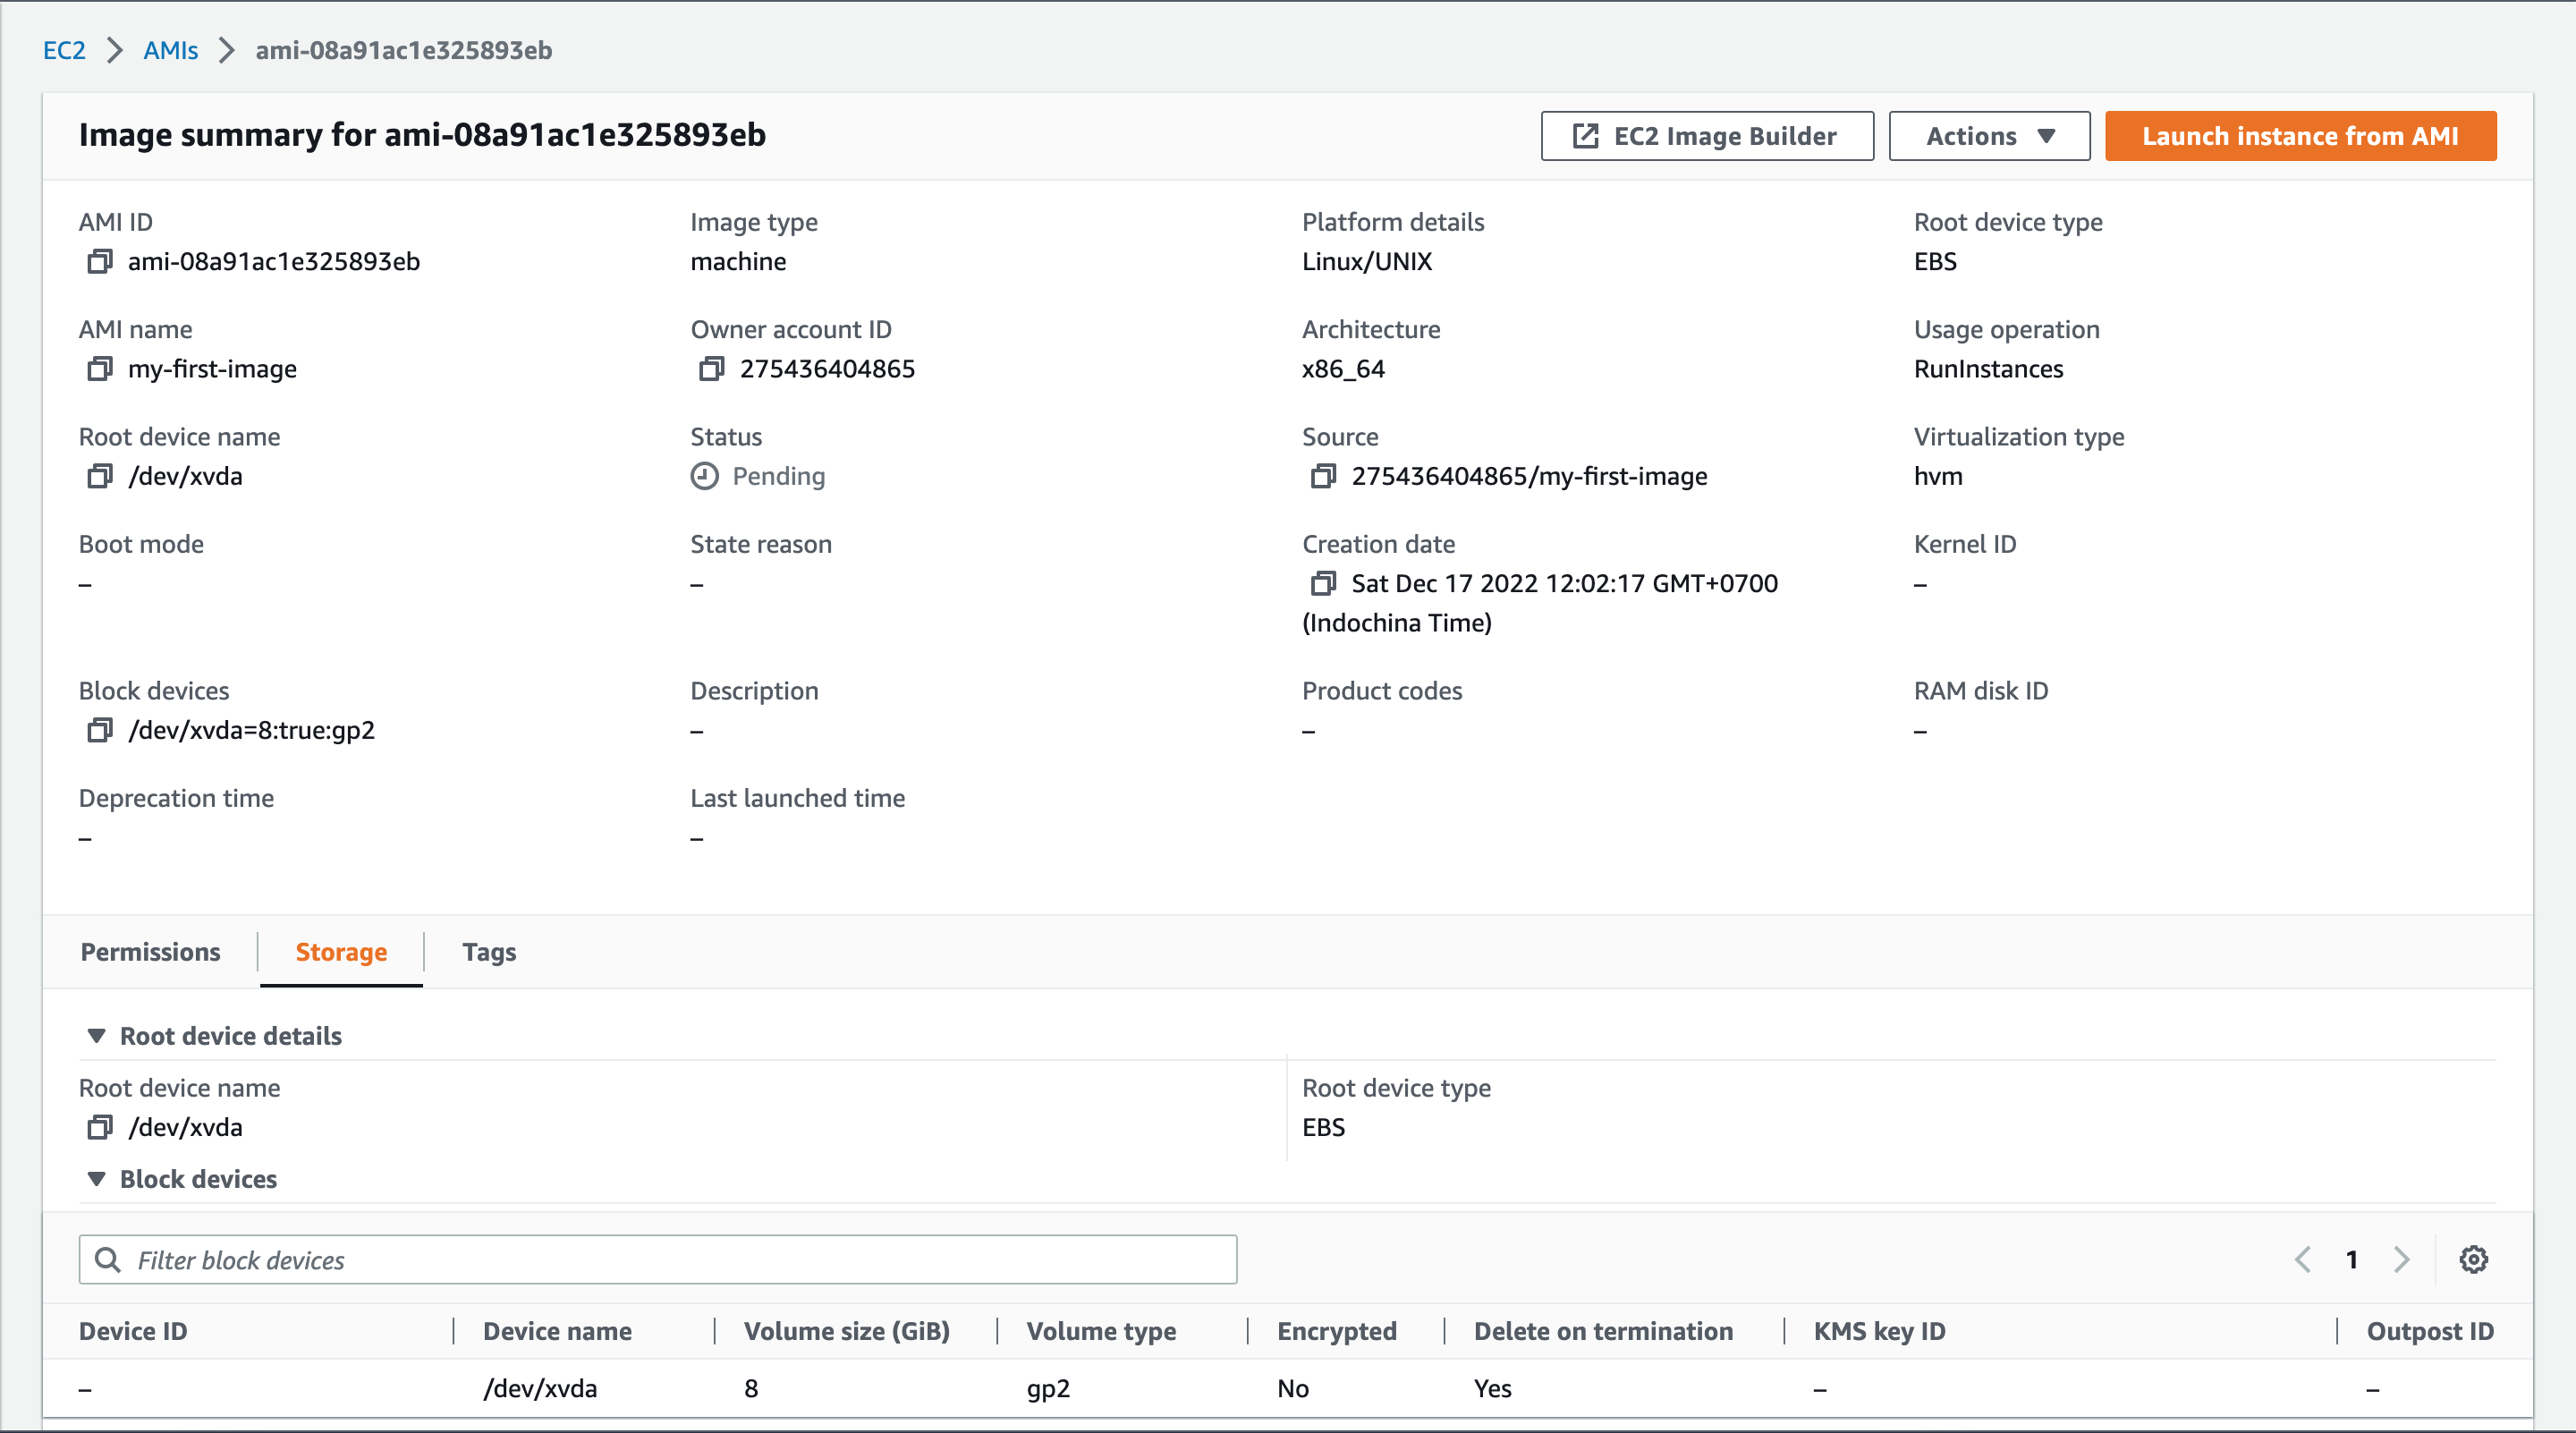 EC2 > AMIs > ami-08a91ac1e325893eb
Image summary for ami-08a91ac1e325893eb
EC2 Image Builder
Actions
Launch instance from AMI
AMI ID
ami-08a91ac1e325893eb
Image type
machine
Platform details
Linux/UNIX
Root device type
EBS
AMI name
my-first-image
Owner account ID
275436404865
Architecture
x86_64
Usage operation
RunInstances
Root device name
/dev/xvda
Status
Pending
Source
275436404865/my-first-image
Virtualization type
hvm
Boot mode
–
State reason
–
Creation date
Sat Dec 17 2022 12:02:17 GMT+0700
(Indochina Time)
Kernel ID
–
Block devices
/dev/xvda=8:true:gp2
Description
–
Product codes
–
RAM disk ID
–
Deprecation time
–
Last launched time
–
Permissions
Storage
Tags
Root device details
Root device name
/dev/xvda
Root device type
EBS
Block devices
Filter block devices
1
Device ID
Device name
Volume size (GiB)
Volume type
Encrypted
Delete on termination
KMS key ID
Outpost ID
–
/dev/xvda
8
gp2
No
Yes
–
–